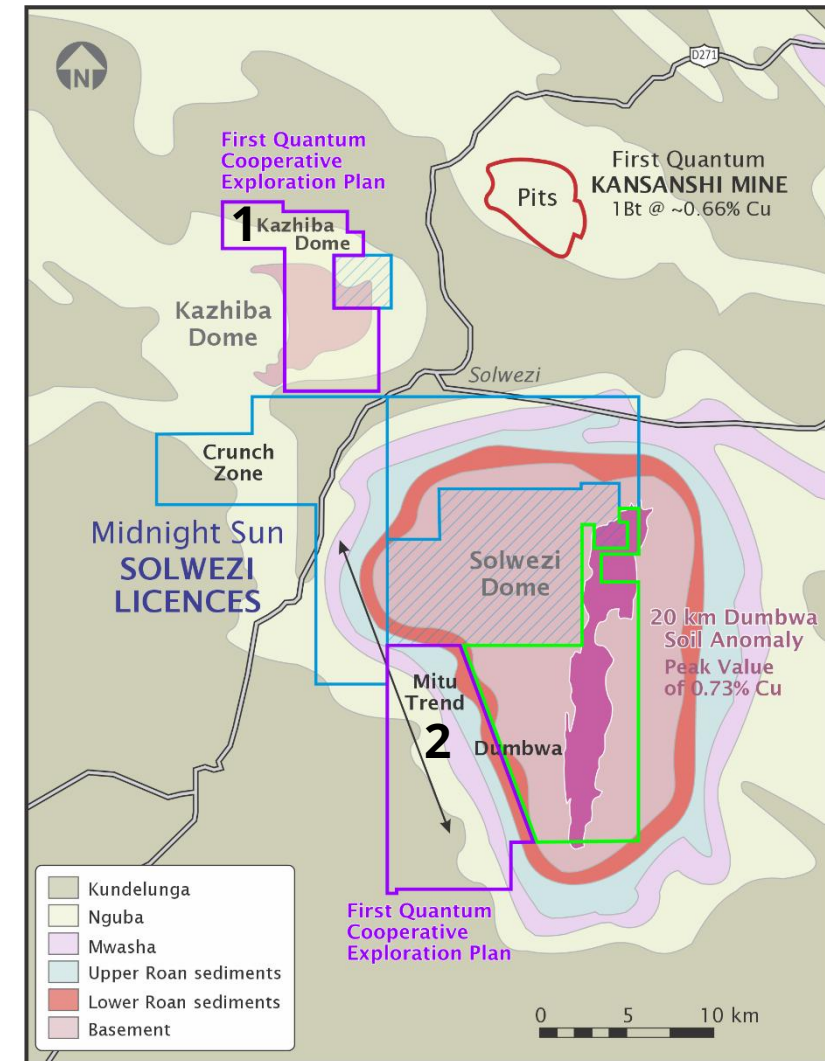 N
D271
First Quantum
Cooperative
Exploration Plan
First Quantum
KANSANSHI MINE
1Bt @ ~0.66% Cu
Pits
1
Kazhiba
Dome
Kazhiba
Dome
Solwezi
Crunch
Zone
Midnight Sun
SOLWEZI
LICENCES
Solwezi
Dome
20 km Dumbwa
Soil Anomaly
Peak Value
of 0.73% Cu
Mitu
Trend
2
Dumbwa
First Quantum
Cooperative
Exploration Plan
Kundelunga
Nguba
Mwasha
Upper Roan sediments
Lower Roan sediments
Basement
0 5 10 km